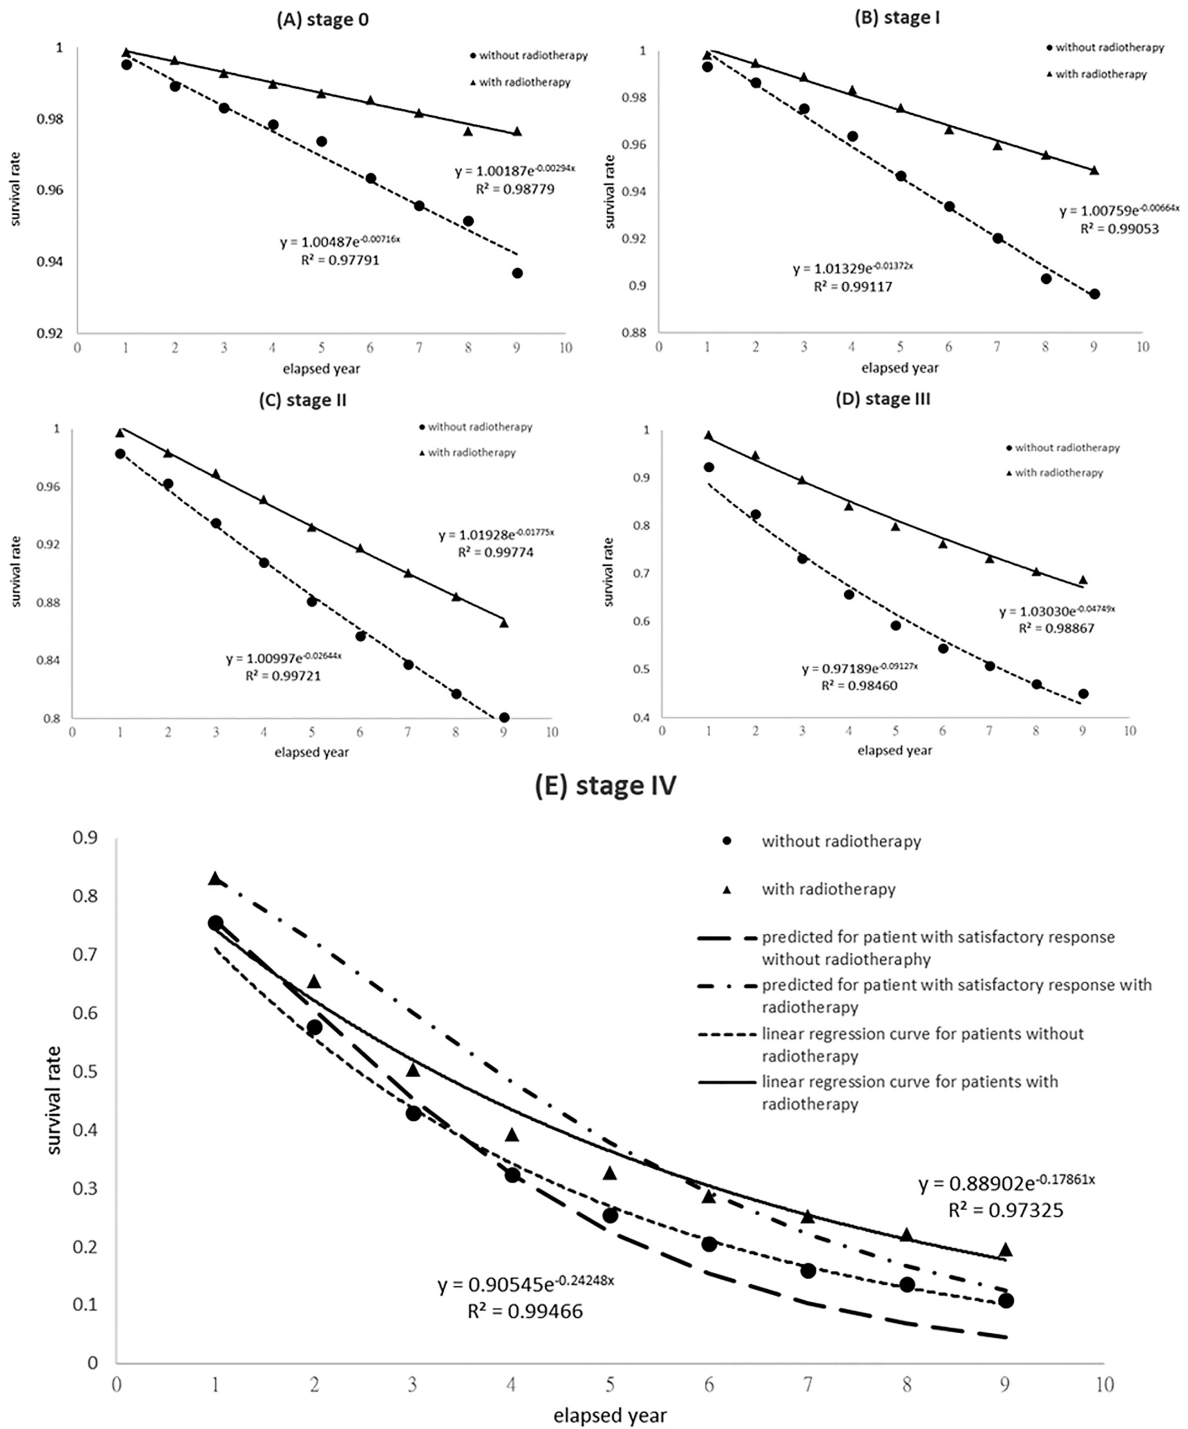 (A) stage 0
without radiotherapy
with radiotherapy
1
0.98
0.96
0.94
0.92
survival rate
y = 1.00187e-0.00294x
R² = 0.98779
y = 1.00487e-0.00716x
R² = 0.97791
0 1 2 3 4 5 6 7 8 9 10
elapsed year
(B) stage I
without radiotherapy
with radiotherapy
1
0.98
0.96
0.94
0.92
0.9
0.88
survival rate
y = 1.00759e-0.00664x
R² = 0.99053
y = 1.01329e-0.01372x
R² = 0.99117
0 1 2 3 4 5 6 7 8 9 10
elapsed year
(C) stage II
without radiotherapy
with radiotherapy
1
0.96
0.92
0.88
0.84
0.8
survival rate
y = 1.01928e-0.01775x
R² = 0.99774
y = 1.00997e-0.02644x
R² = 0.99721
0 1 2 3 4 5 6 7 8 9 10
elapsed year
(D) stage III
without radiotherapy
with radiotherapy
1
0.9
0.8
0.7
0.6
0.5
0.4
survival rate
y = 1.03030e-0.04749x
R² = 0.98867
y = 0.97189e-0.09127x
R² = 0.98460
0 1 2 3 4 5 6 7 8 9 10
elapsed year
(E) stage IV
without radiotherapy
with radiotherapy
predicted for patient with satisfactory response
without radiotheraphy
predicted for patient with satisfactory response with
radiotherapy
linear regression curve for patients without
radiotherapy
linear regression curve for patients with
radiotherapy
0.9
0.8
0.7
0.6
0.5
0.4
0.3
0.2
0.1
0
survival rate
y = 0.88902e-0.17861x
R² = 0.97325
y = 0.90545e-0.24248x
R² = 0.99466
0 1 2 3 4 5 6 7 8 9 10
elapsed year